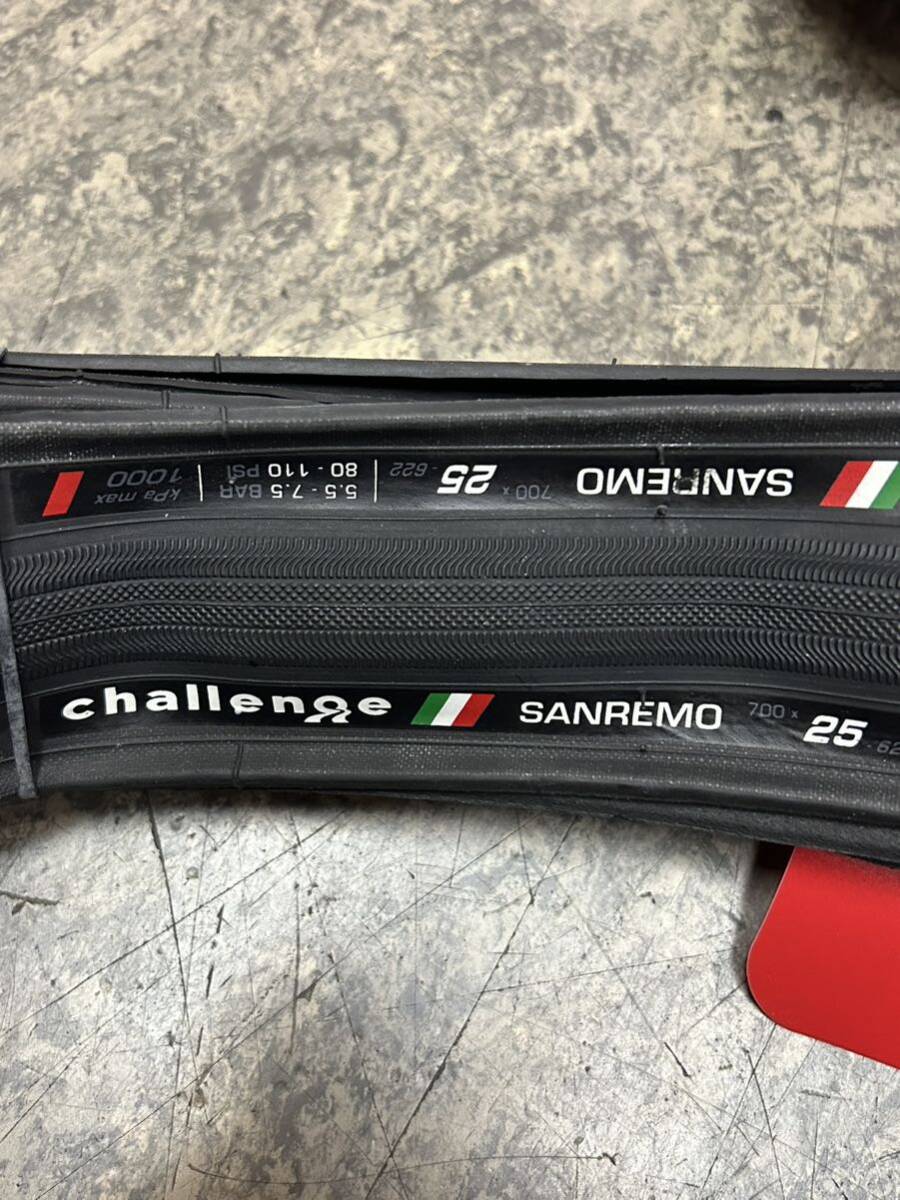 SANREMO 700 x 25 - 622 | 5.5 - 7.5 BAR | kPa max
80 - 110 PSI 1000
challenge SANREMO 700 x 25 - 62